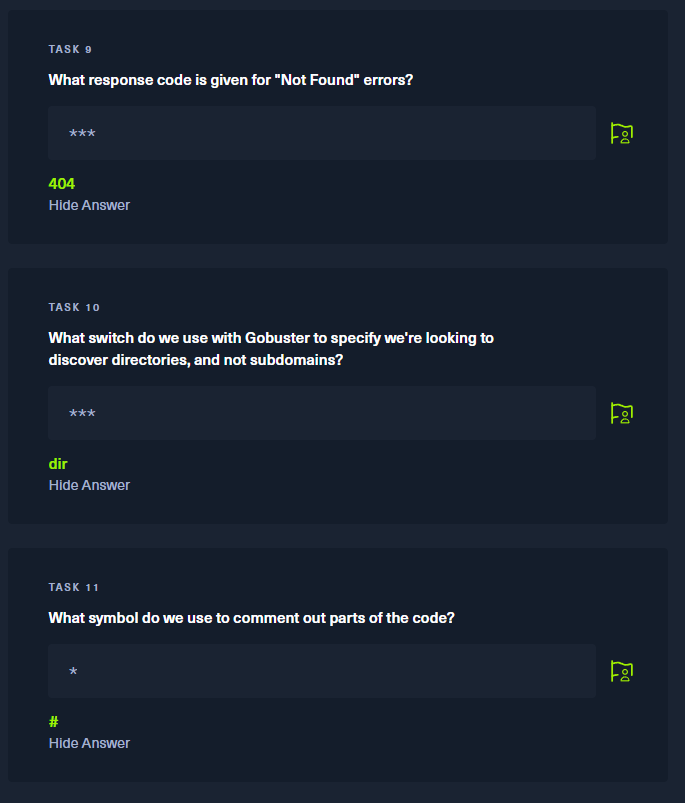 TASK 9
What response code is given for "Not Found" errors?
***
404
Hide Answer
TASK 10
What switch do we use with Gobuster to specify we're looking to
discover directories, and not subdomains?
***
dir
Hide Answer
TASK 11
What symbol do we use to comment out parts of the code?
*
#
Hide Answer